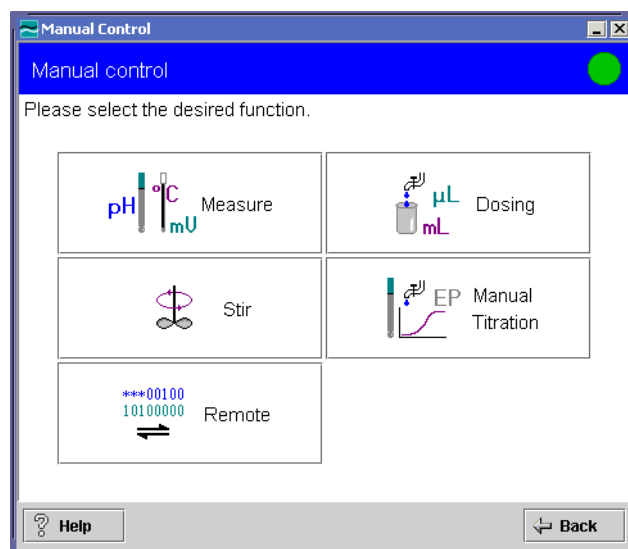 Manual Control
Manual control
Please select the desired function.
pH °C mV Measure
µL mL Dosing
Stir
EP Manual
Titration
***00100
10100000
Remote
Help
Back